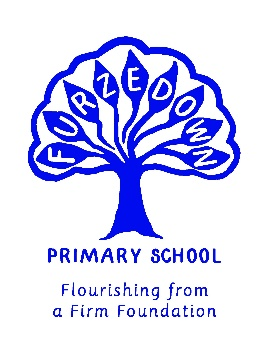 FURZEDOWN
PRIMARY SCHOOL
Flourishing from
a Firm Foundation